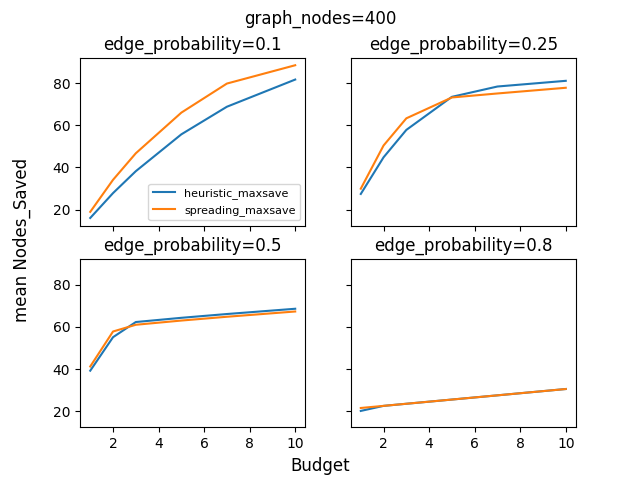 graph_nodes=400
edge_probability=0.1
edge_probability=0.25
80
60
40
20
heuristic_maxsave
spreading_maxsave
mean Nodes_Saved
edge_probability=0.5
edge_probability=0.8
80
60
40
20
2 4 6 8 10
2 4 6 8 10
Budget